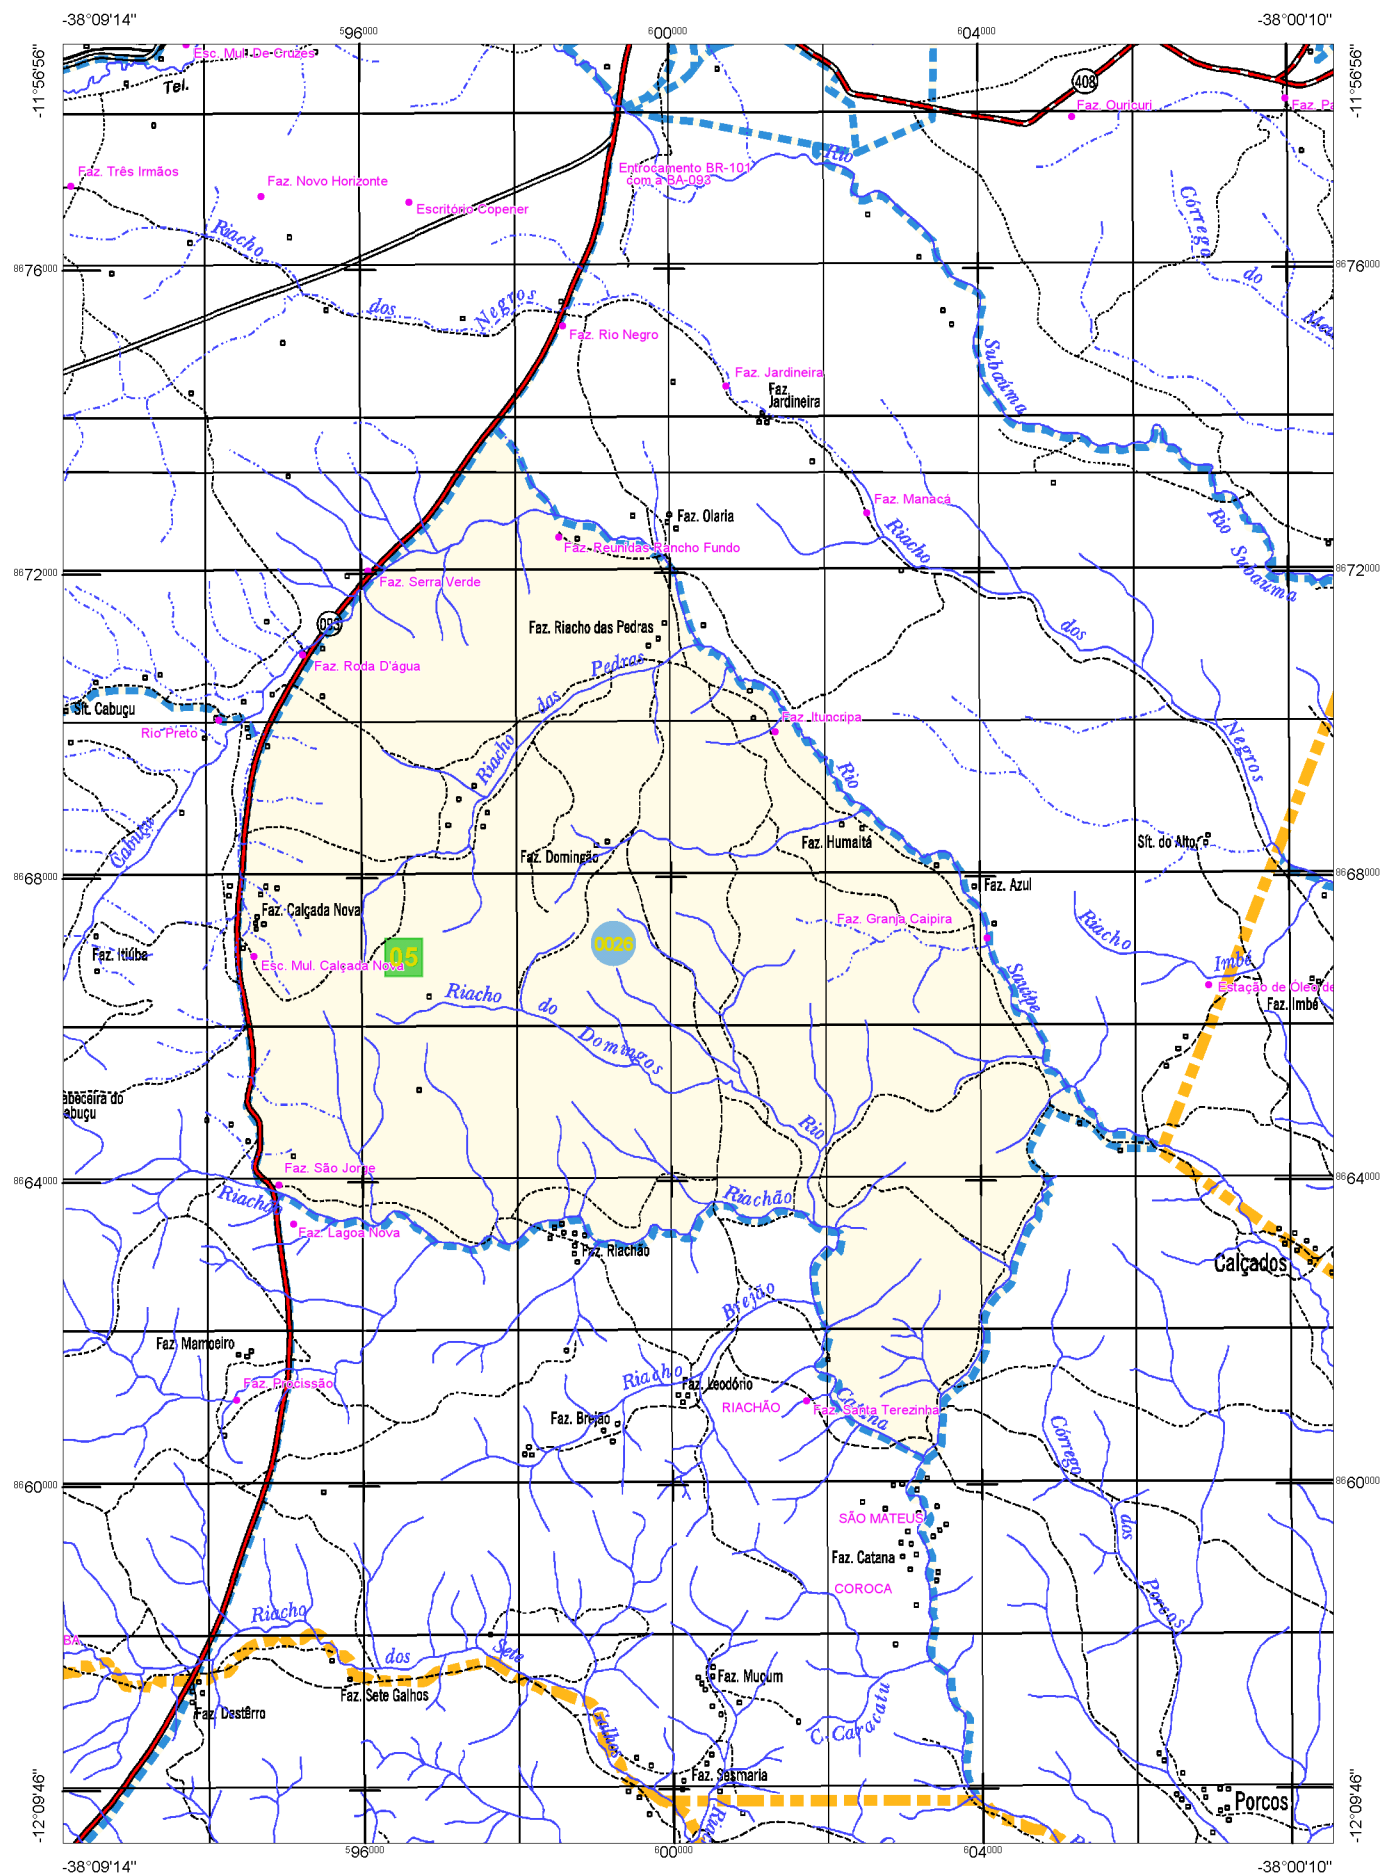 -38°09'14"
-38°00'10"
596000
600000
604000
-11°56'56"
-11°56'56"
Esc. Mul. De Cruzes
Tel.
408
Faz. Ouricuri
Faz. Pa
Rio
Entrocamento BR-101
com a BA-093
Faz. Três Irmãos
Faz. Novo Horizonte
Escritório Copener
Riacho
Córrego
8676000
8676000
do
dos
Negros
Faz. Rio Negro
Subaúma
Faz. Jardineira
Faz.
Jardineira
Faz. Manacá
Rio
Faz. Olaria
Riacho
Faz. Reunidas Rancho Fundo
Subaúma
8672000
8672000
Faz. Serra Verde
093
Faz. Riacho das Pedras
dos
Pedras
Faz. Roda D'água
das
Sít. Cabuçu
Faz. Ituncripa
Rio Preto
Riacho
Negros
Rio
Cabuçu
Faz. Humaitá
Sít. do Alto
Faz. Domingão
8668000
8668000
Faz. Azul
Faz. Calçada Nova
Faz. Granja Caipira
Riacho
0026
Faz. Itiúba
05
Esc. Mul. Calçada Nova
Imbé
Sauípe
Estação de Óleo de
Riacho
do
Faz. Imbé
Domingos
abeceira do
abuçu
Rio
Faz. São Jorge
8664000
8664000
Riachão
Riachão
Faz. Lagoa Nova
Faz. Riachão
Calçados
Brejão
Faz. Mamoeiro
Riacho
Faz. Leodório
Faz. Procissão
RIACHÃO
Faz. Santa Terezinha
Catana
Faz. Brejão
Córrego
8660000
8660000
SÃO MATEUS
dos
Faz. Catana
COROCA
Porcos
Riacho
BA
dos
Sete
Faz. Mucum
Faz. Sete Galhos
Faz. Destêrro
Galhos
C. Caracatu
Faz. Sesmaria
Porcos
-12°09'46"
-12°09'46"
596000
600000
604000
-38°09'14"
-38°00'10"